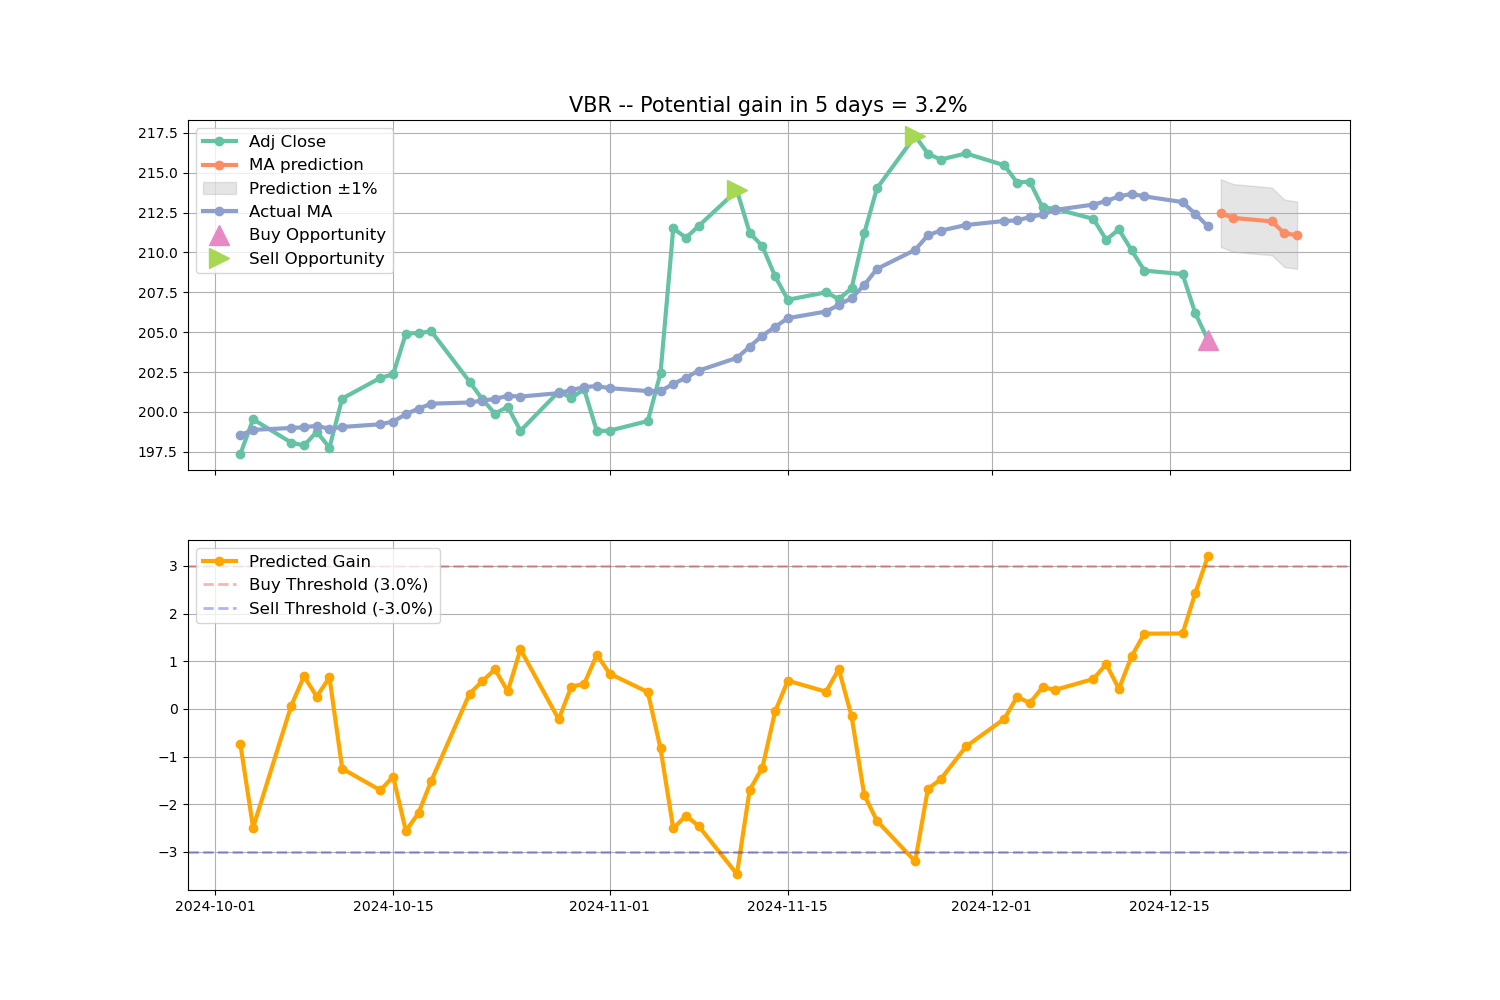 VBR -- Potential gain in 5 days = 3.2%
217.5
215.0
212.5
210.0
207.5
205.0
202.5
200.0
197.5
Adj Close
MA prediction
Prediction ±1%
Actual MA
Buy Opportunity
Sell Opportunity
3
2
1
0
−1
−2
−3
Predicted Gain
Buy Threshold (3.0%)
Sell Threshold (-3.0%)
2024-10-01
2024-10-15
2024-11-01
2024-11-15
2024-12-01
2024-12-15